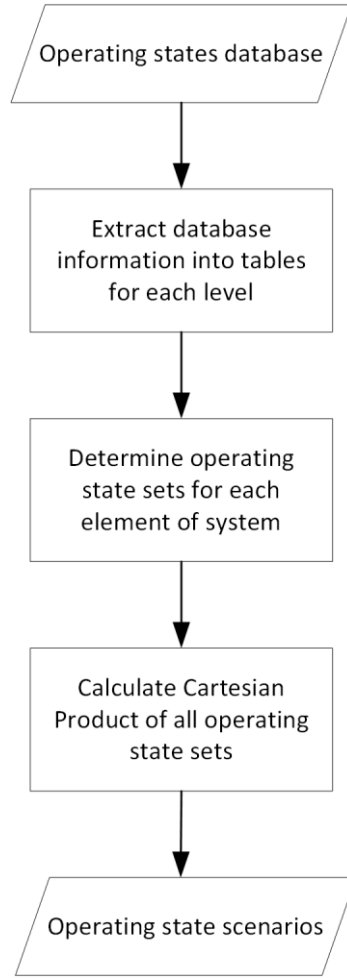 Operating states database
Extract database
information into tables
for each level
Determine operating
state sets for each
element of system
Calculate Cartesian
Product of all operating
state sets
Operating state scenarios